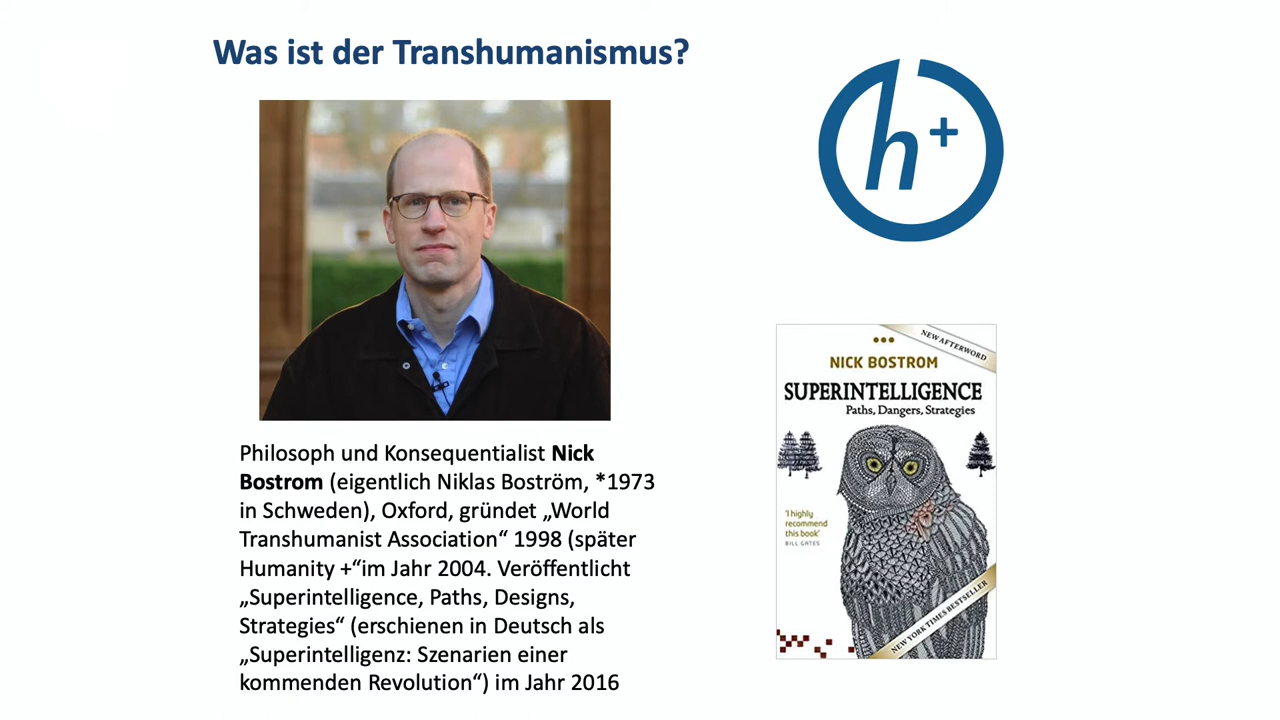 Was ist der Transhumanismus?
h+
Philosoph und Konsequentialist Nick
Bostrom (eigentlich Niklas Boström, *1973
in Schweden), Oxford, gründet „World
Transhumanist Association“ 1998 (später
Humanity +“im Jahr 2004. Veröffentlicht
„Superintelligence, Paths, Designs,
Strategies“ (erschienen in Deutsch als
„Superintelligenz: Szenarien einer
kommenden Revolution“) im Jahr 2016
NEW AFTERWORD
NICK BOSTROM
SUPERINTELLIGENCE
Paths, Dangers, Strategies
'I highly
recommend
this book'
BILL GATES
NEW YORK TIMES BESTSELLER